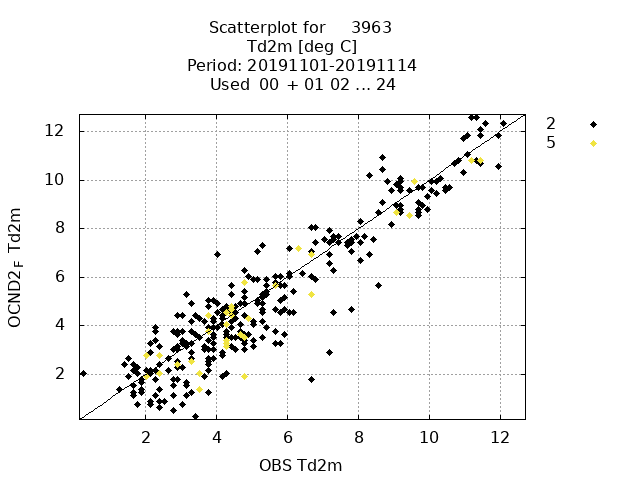 Scatterplot for 3963
Td2m [deg C]
Period: 20191101-20191114
Used 00 + 01 02 ... 24
2
5
12
10
8
6
4
2
OCND2_F Td2m
2 4 6 8 10 12
OBS Td2m